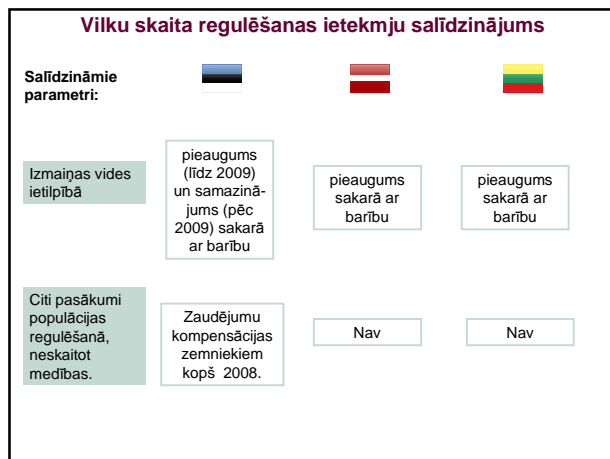 Vilku skaita regulēšanas ietekmju salīdzinājums
Salīdzināmie
parametri:
Izmaiņas vides
ietilpībā
pieaugums
(līdz 2009)
un samazinā-
jums (pēc
2009) sakarā
ar barību
pieaugums
sakarā ar
barību
pieaugums
sakarā ar
barību
Citi pasākumi
populācijas
regulēšanā,
neskaitot
medības.
Zaudējumu
kompensācijas
zemniekiem
kopš 2008.
Nav
Nav